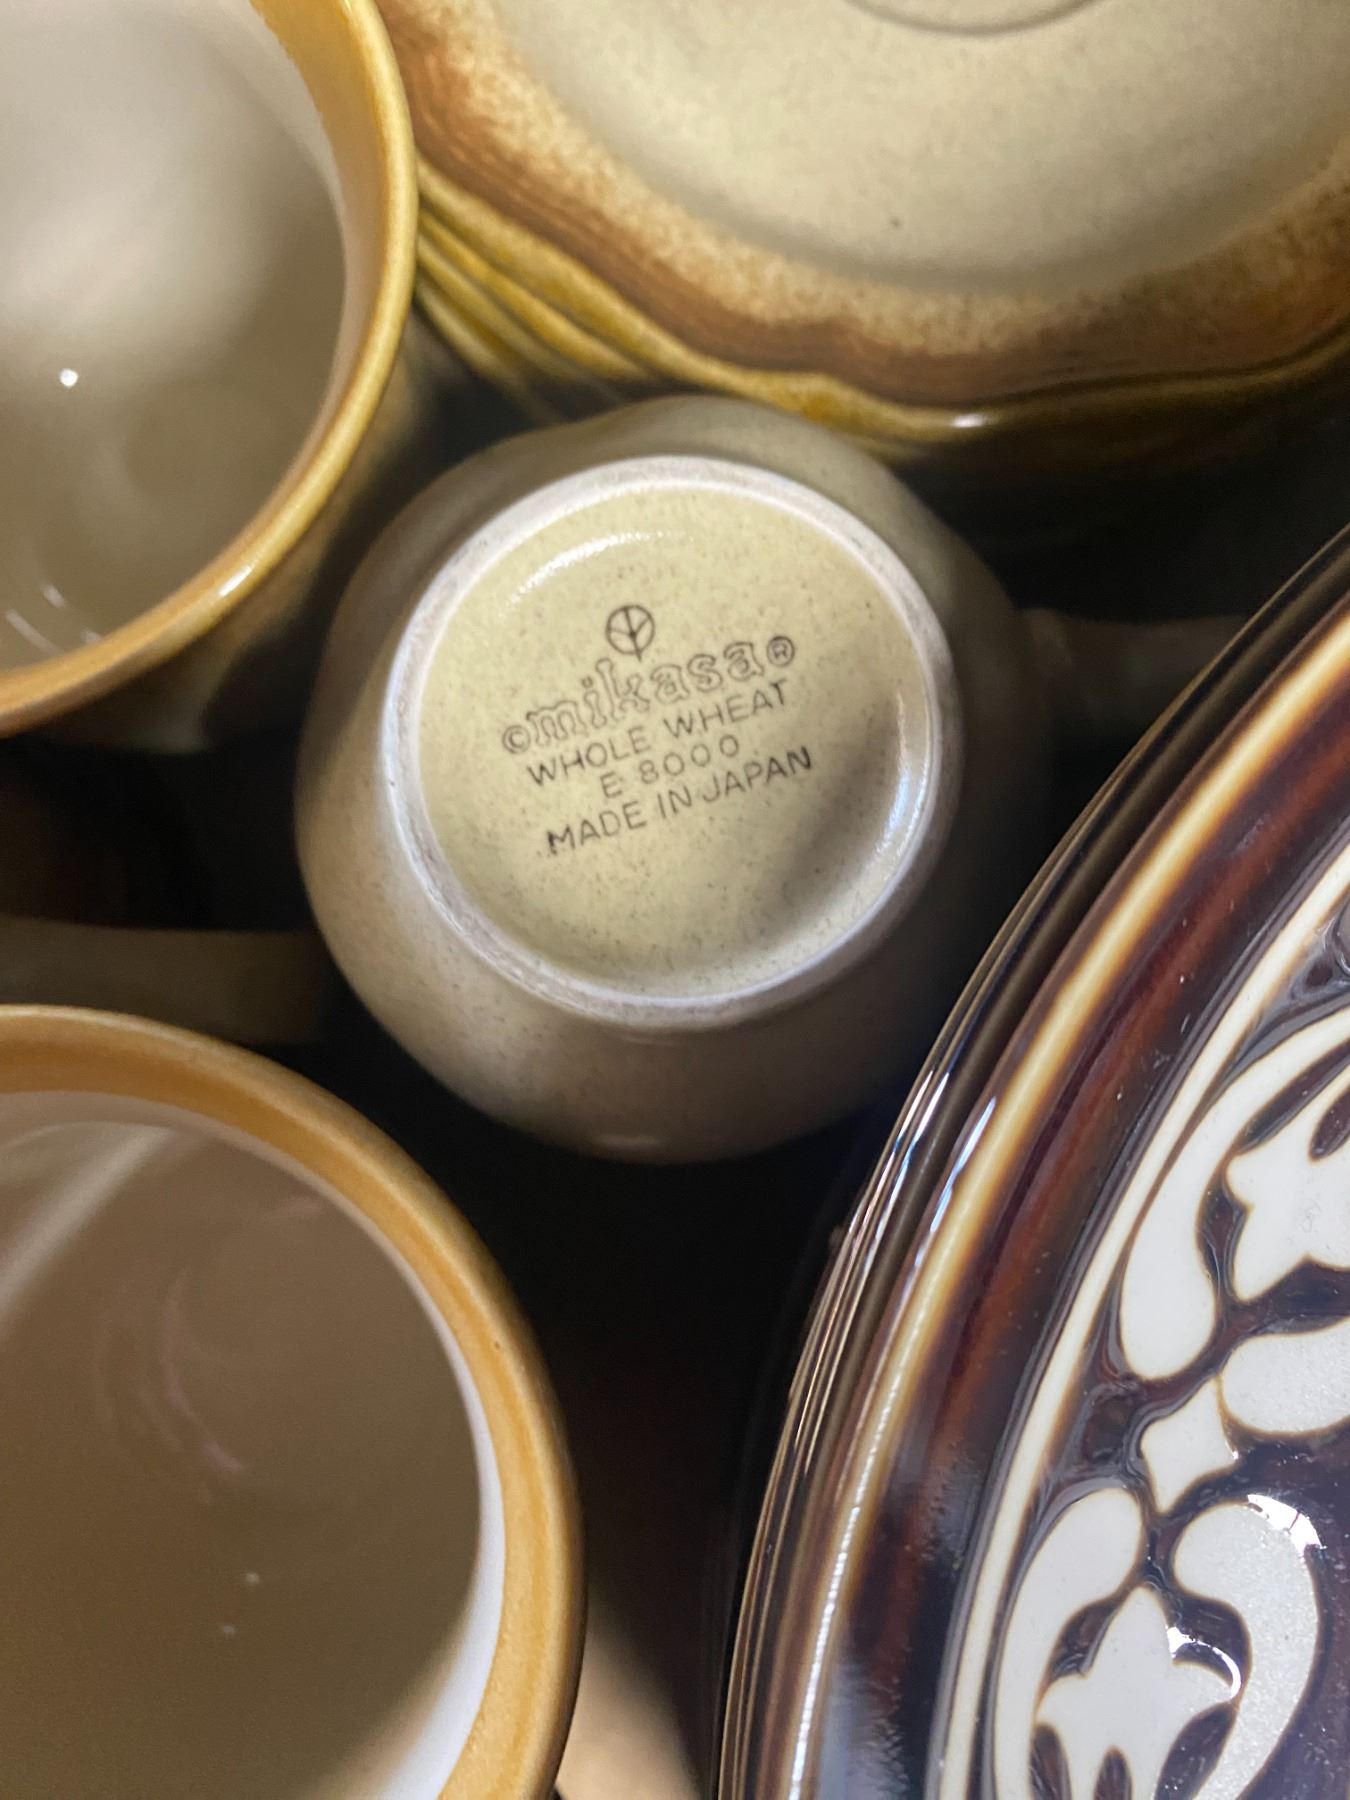 ©mikasa®
WHOLE WHEAT
E 8000
MADE IN JAPAN